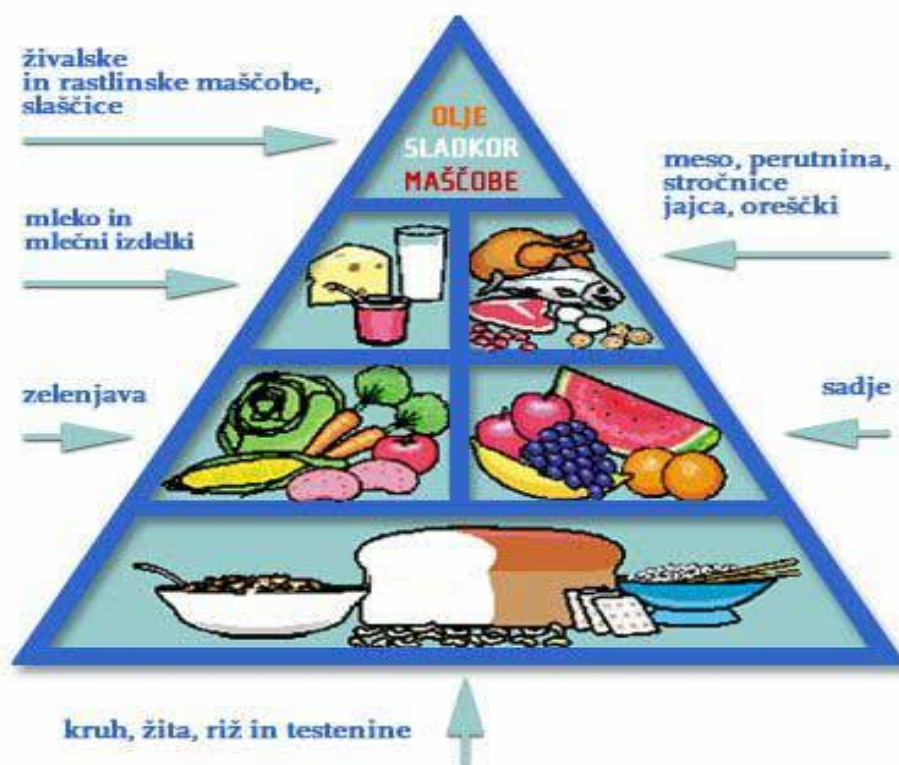 živalske
in rastlinske maščobe,
slaščice
OLJE
SLADKOR
MAŠČOBE
meso, perutnina,
stročnice
jajca, oreščki
mleko in
mlečni izdelki
zelenjava
sadje
kruh, žita, riž in testenine